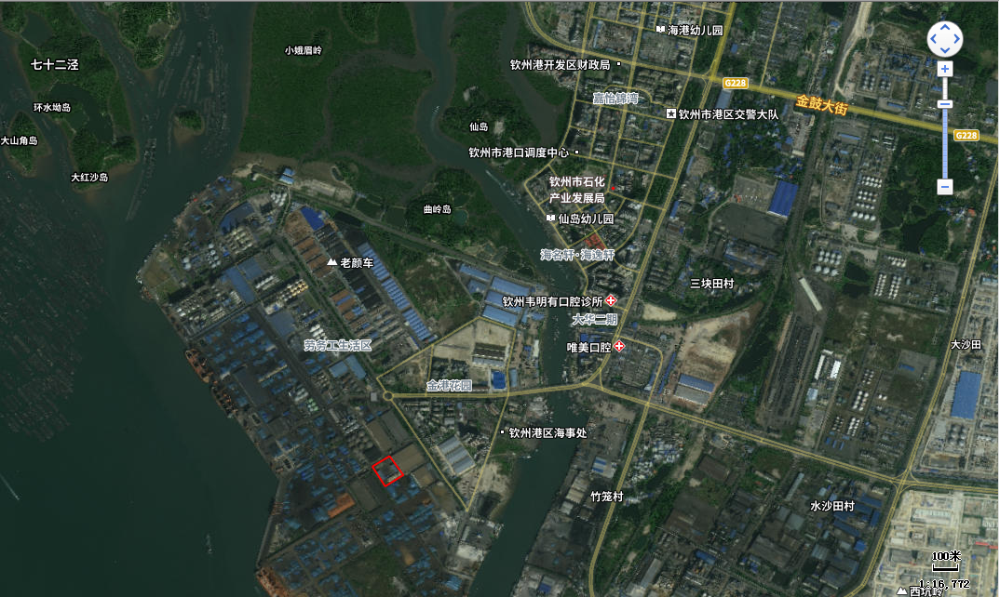 海港幼儿园
小娥眉岭
七十二泾
钦州港开发区财政局
G228
嘉怡锦湾
金鼓大街
环水坳岛
钦州市港区交警大队
仙岛
G228
大山角岛
钦州市港口调度中心
大红沙岛
钦州市石化
产业发展局
曲岭岛
仙岛幼儿园
海名轩·海逸轩
老颜车
三块田村
钦州韦明有口腔诊所
大华二期
劳务工生活区
唯美口腔
大沙田
金港花园
钦州港区海事处
竹笼村
水沙田村
100米
1:16,772
西坑岭